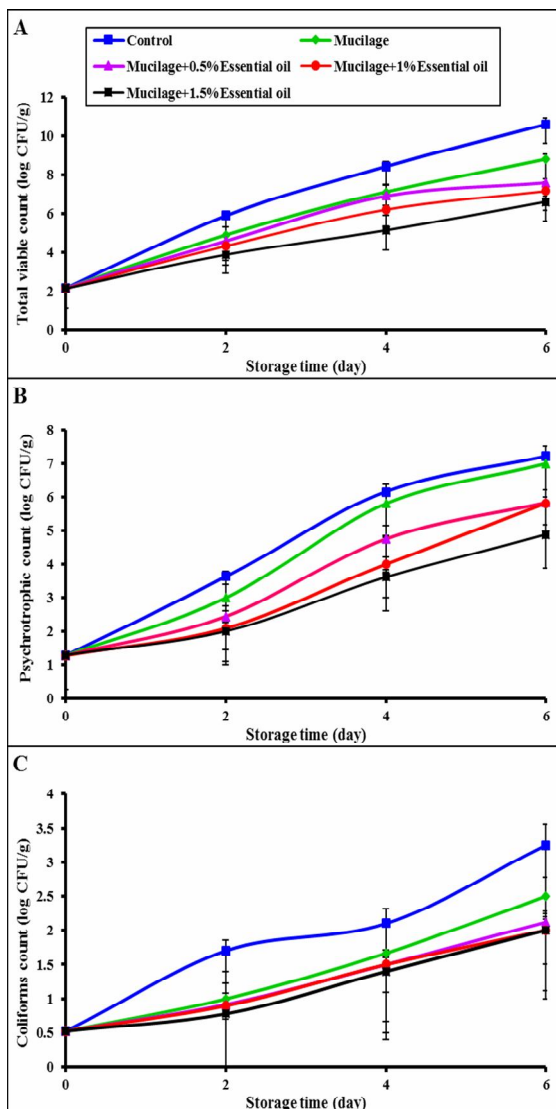 A
Control
Mucilage
Mucilage+0.5%Essential oil
Mucilage+1%Essential oil
Mucilage+1.5%Essential oil
Total viable count (log CFU/g)
12
10
8
6
4
2
0
0 2 4 6
Storage time (day)
B
Psychrotrophic count (log CFU/g)
8
7
6
5
4
3
2
1
0
0 2 4 6
Storage time (day)
C
Coliforms count (log CFU/g)
4
3.5
3
2.5
2
1.5
1
0.5
0
0 2 4 6
Storage time (day)